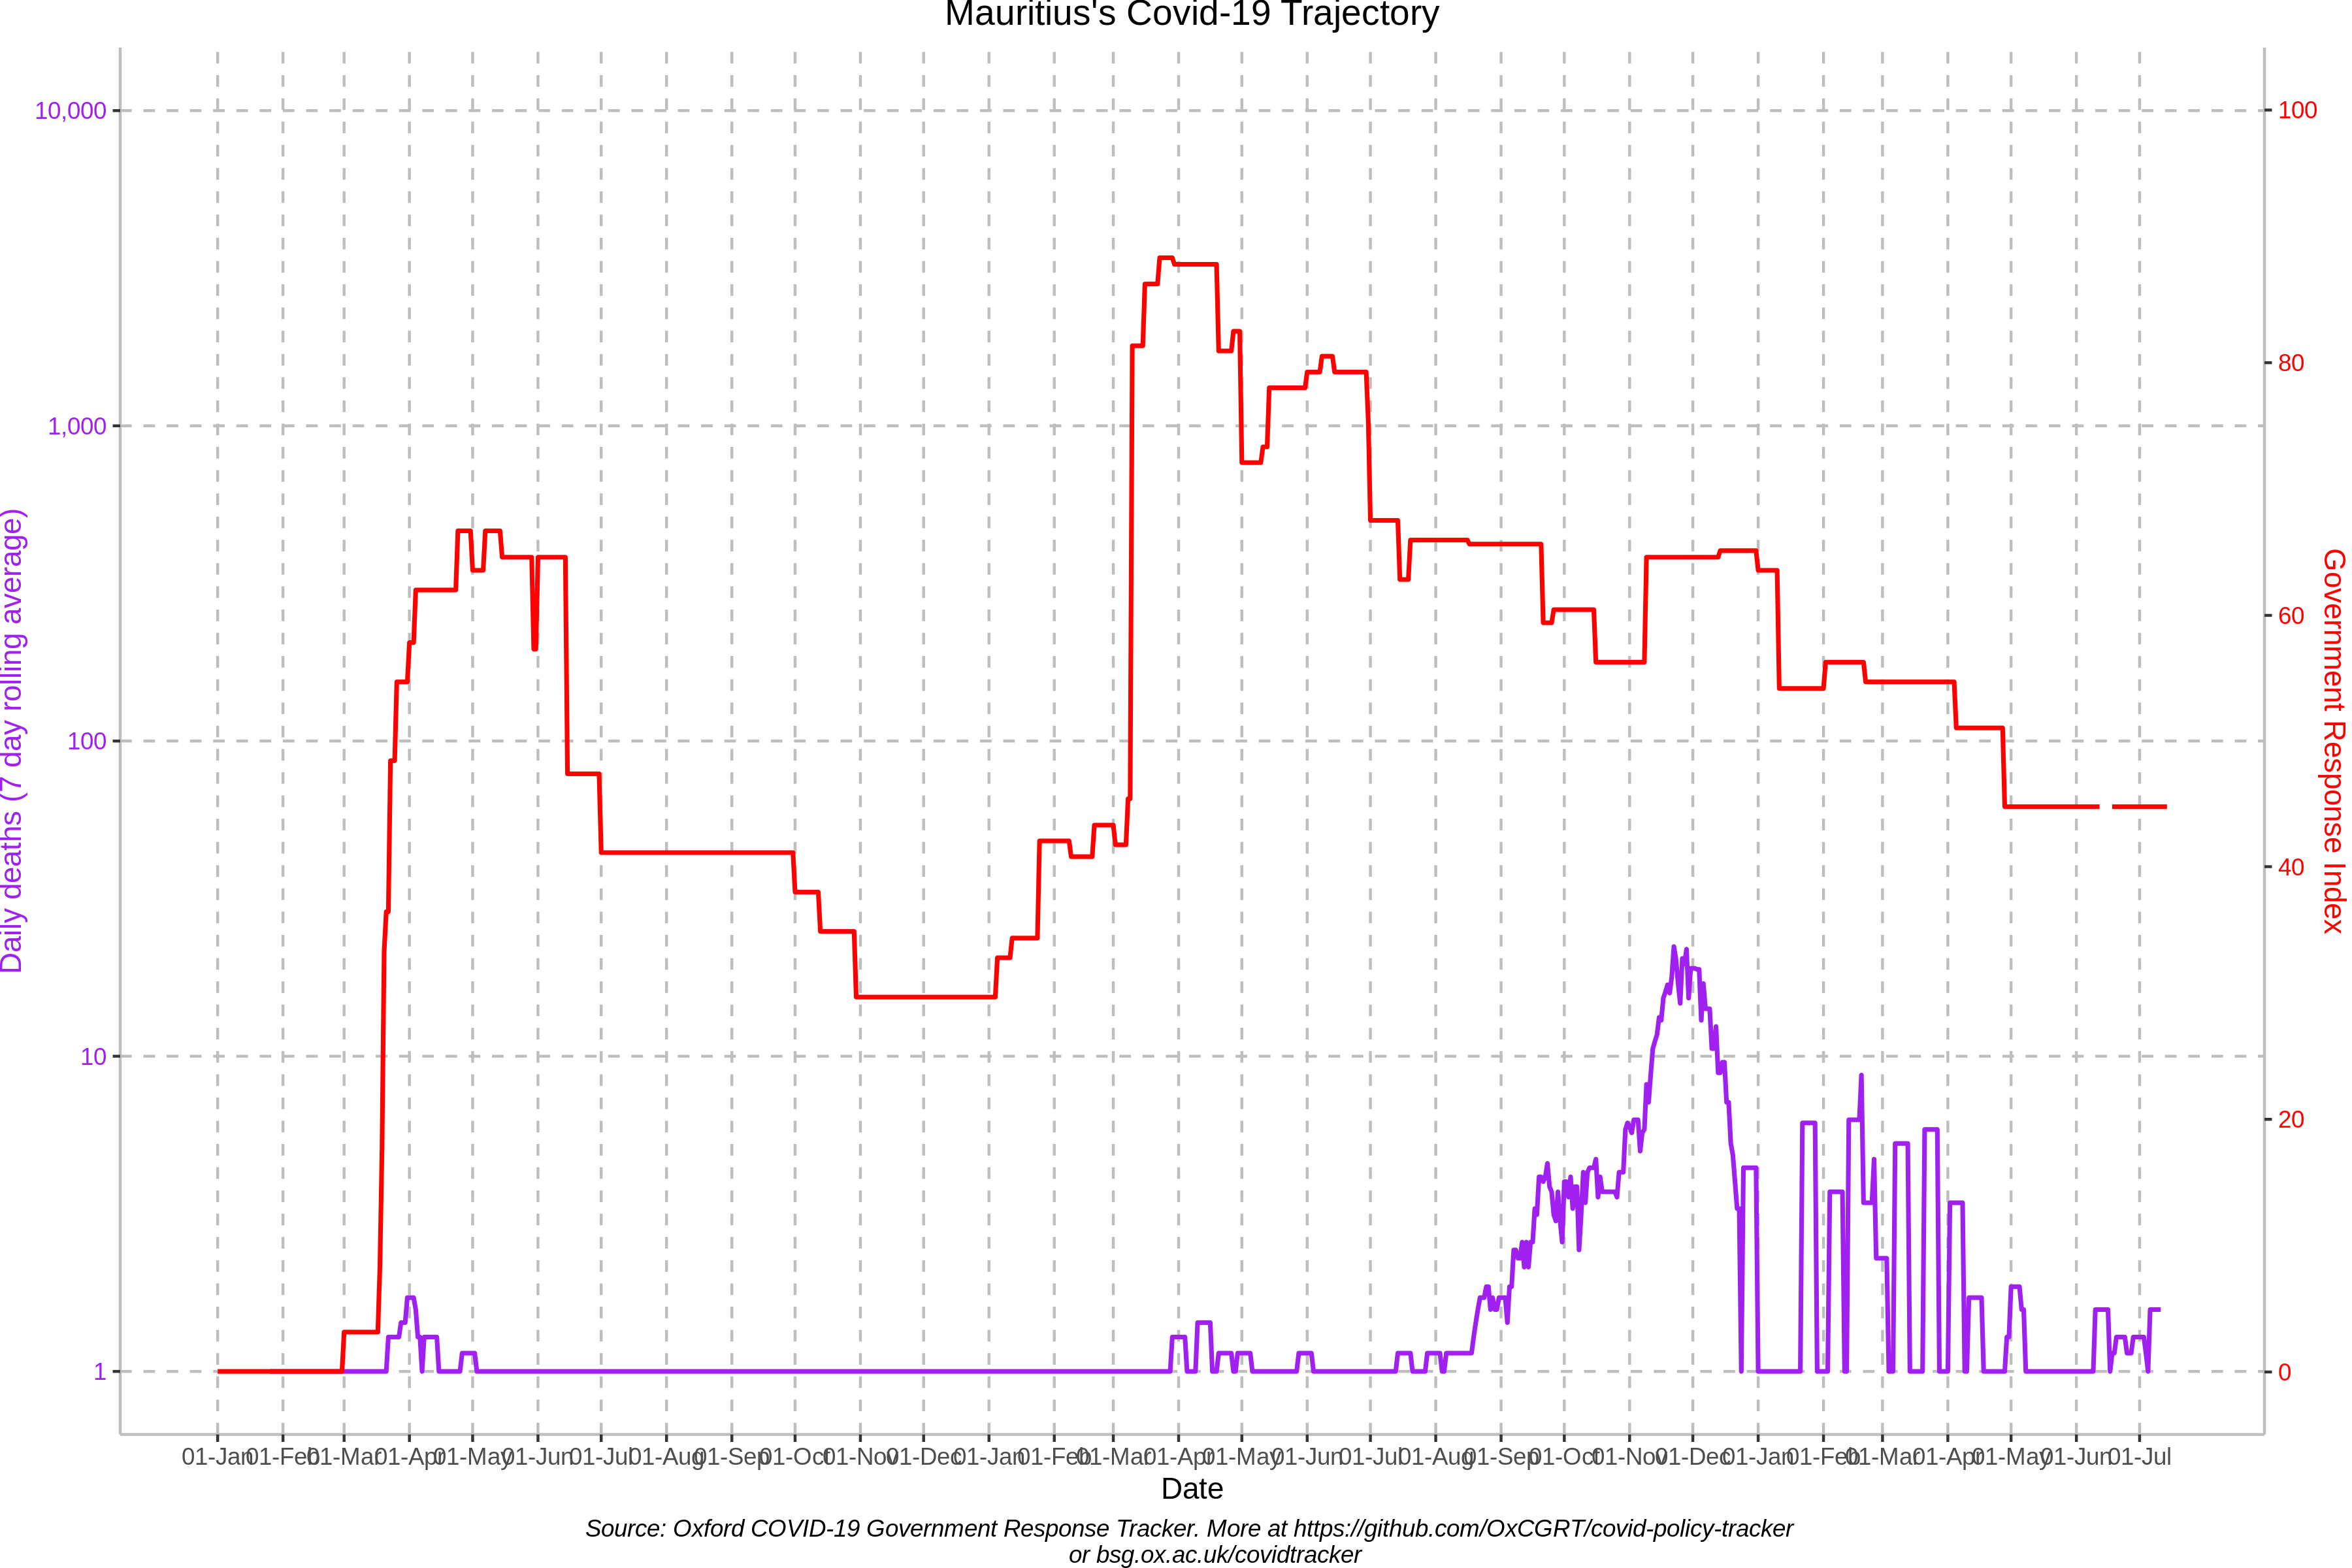 Mauritius's Covid-19 Trajectory
10,000
1,000
100
10
1
Daily deaths (7 day rolling average)
100
80
60
40
20
0
Government Response Index
01-Jan 01-Feb 01-Mar 01-Apr 01-May 01-Jun 01-Jul 01-Aug 01-Sep 01-Oct 01-Nov 01-Dec 01-Jan 01-Feb 01-Mar 01-Apr 01-May 01-Jun 01-Jul 01-Aug 01-Sep 01-Oct 01-Nov 01-Dec 01-Jan 01-Feb 01-Mar 01-Apr 01-May 01-Jun 01-Jul
Date
Source: Oxford COVID-19 Government Response Tracker. More at https://github.com/OxCGRT/covid-policy-tracker
or bsg.ox.ac.uk/covidtracker